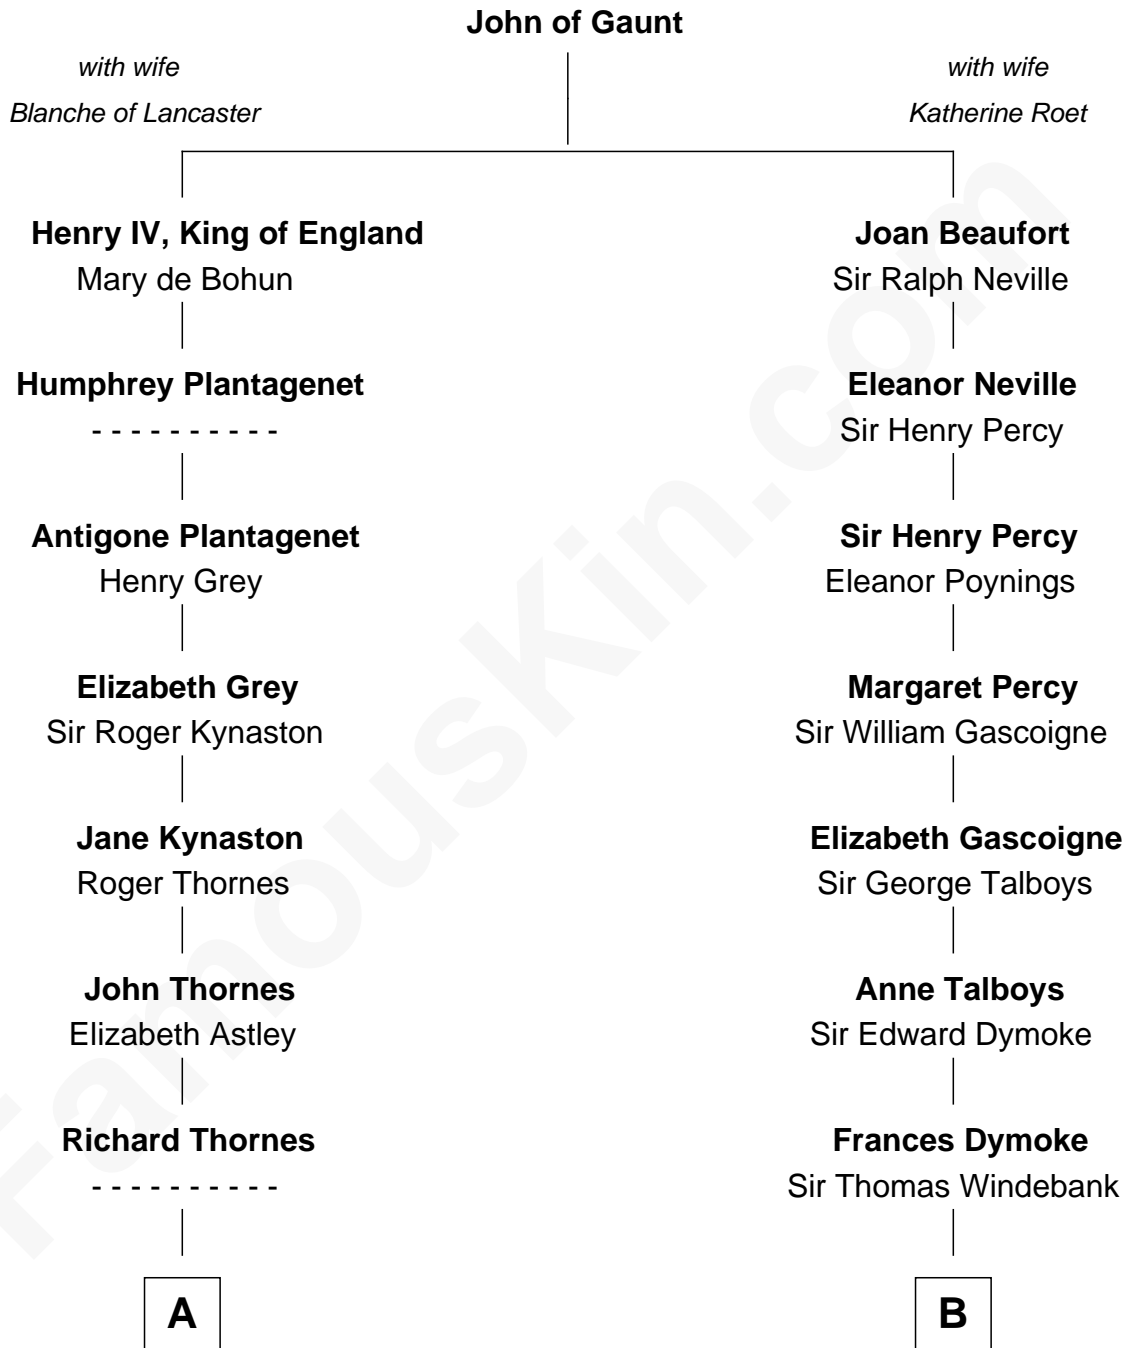 John of Gaunt
with wife
Blanche of Lancaster
with wife
Katherine Roet
Henry IV, King of England
Mary de Bohun
Joan Beaufort
Sir Ralph Neville
Humphrey Plantagenet
- - - - - - - - - -
Eleanor Neville
Sir Henry Percy
Antigone Plantagenet
Henry Grey
Sir Henry Percy
Eleanor Poynings
Elizabeth Grey
Sir Roger Kynaston
Margaret Percy
Sir William Gascoigne
Jane Kynaston
Roger Thornes
Elizabeth Gascoigne
Sir George Talboys
John Thornes
Elizabeth Astley
Anne Talboys
Sir Edward Dymoke
Richard Thornes
- - - - - - - - - -
Frances Dymoke
Sir Thomas Windebank
A
B
FamousKin.com